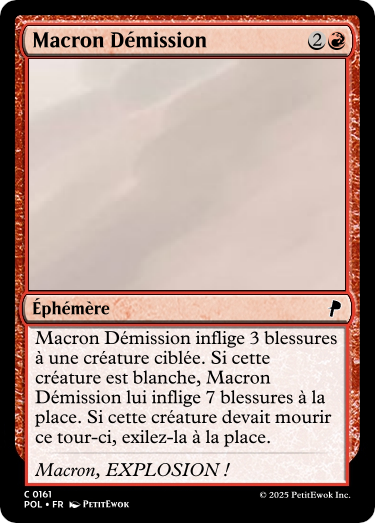 Macron Démission 2
Éphémère
Macron Démission inflige 3 blessures
à une créature ciblée. Si cette
créature est blanche, Macron
Démission lui inflige 7 blessures à la
place. Si cette créature devait mourir
ce tour-ci, exilez-la à la place.
Macron, EXPLOSION !
C 0161
POL • FR PETITEWOK
© 2025 PetitEwok Inc.